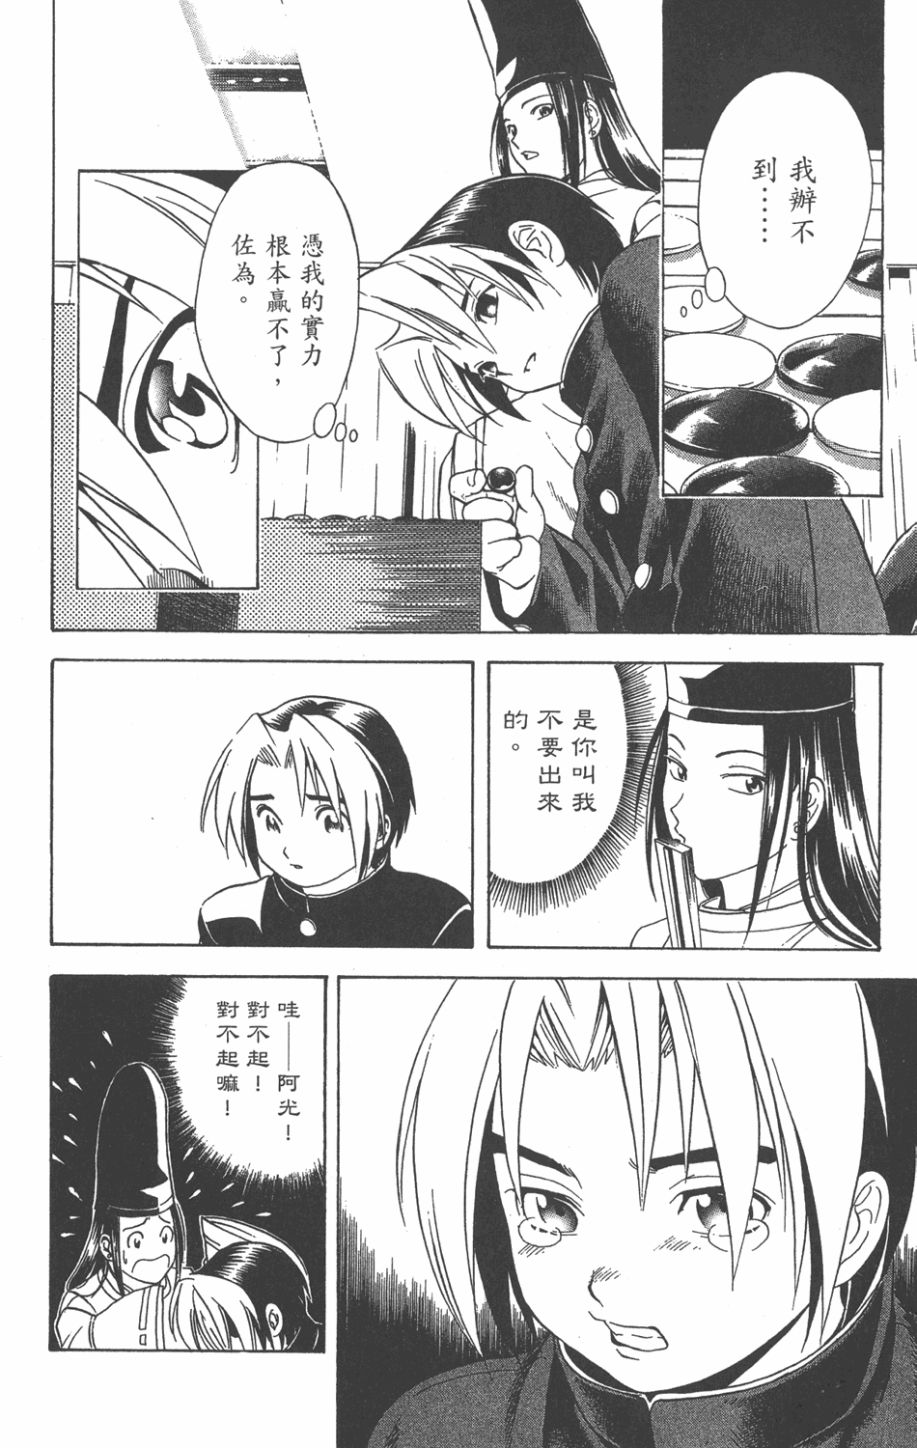 我辦不
到……
憑我的實力
根本贏不了，
佐為。
是你叫我
不要出來
的。
哇──阿光！
對不起！
對不起嘛！